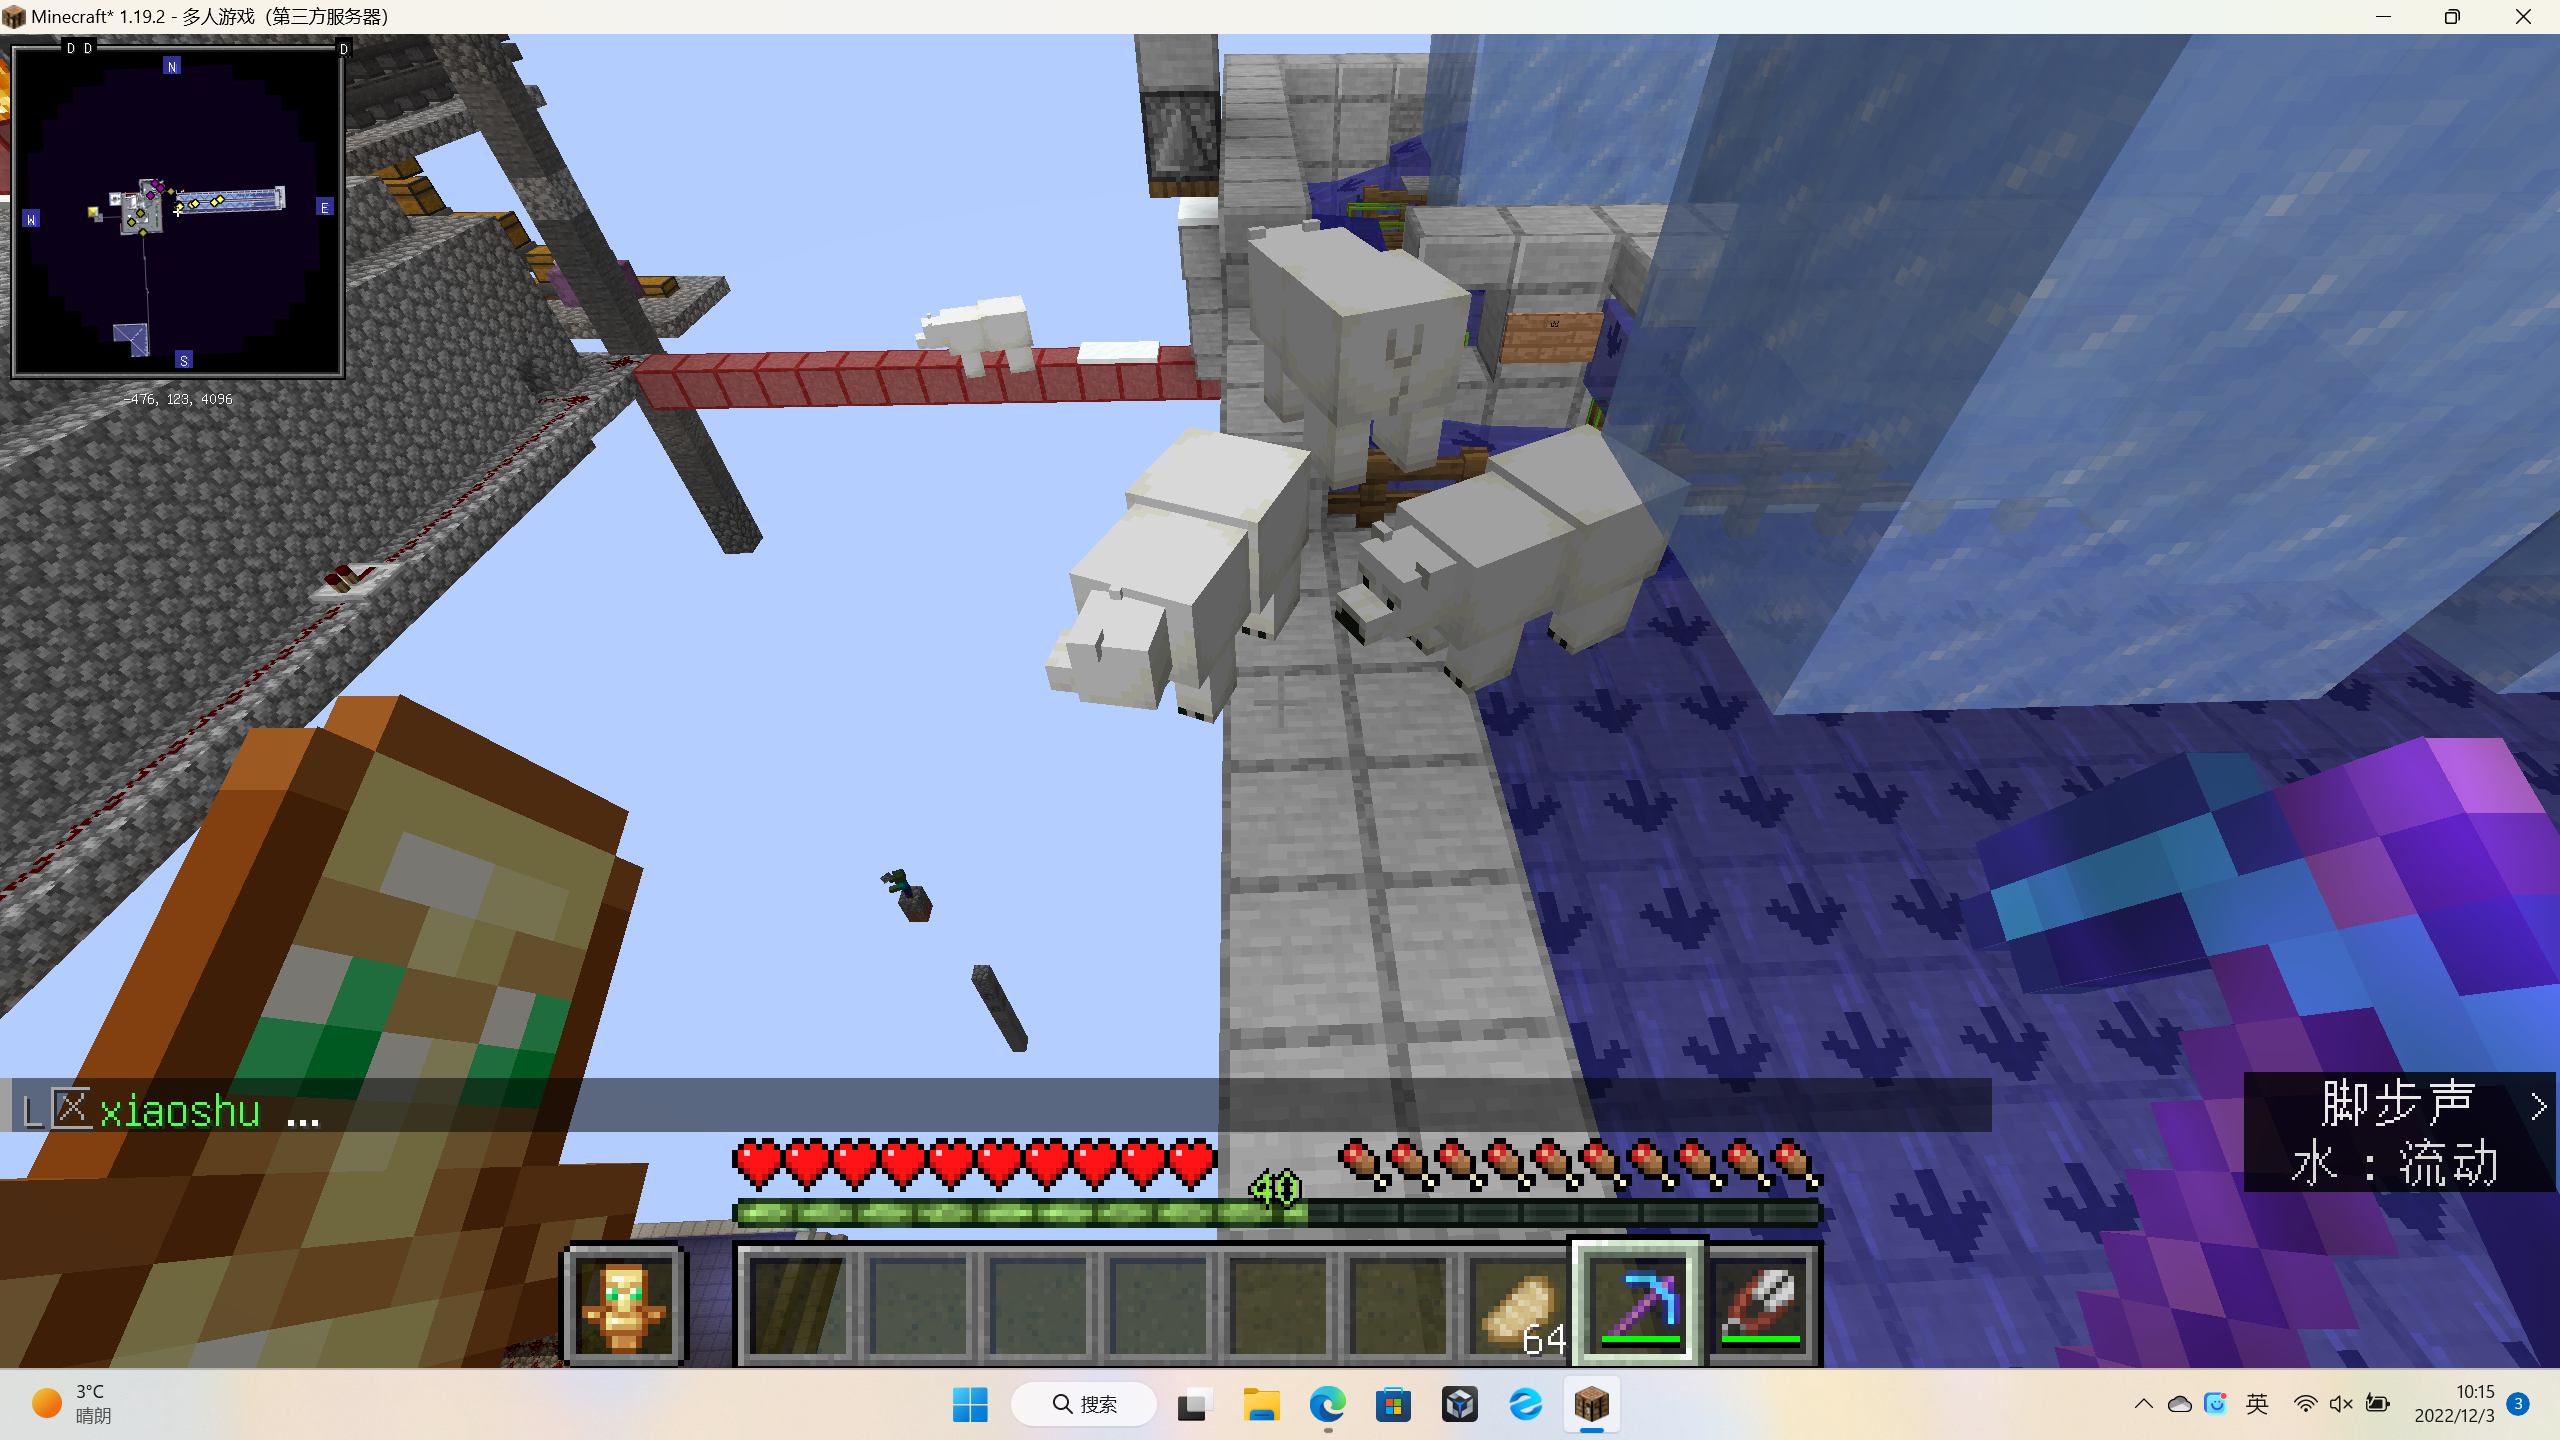 Minecraft* 1.19.2 - 多人游戏（第三方服务器）
D D
D
N
W
E
S
-476, 123, 4096
xiaoshu ...
脚步声 >
水：流动
40
64
3°C
晴朗
搜索
英
10:15
2022/12/3
3